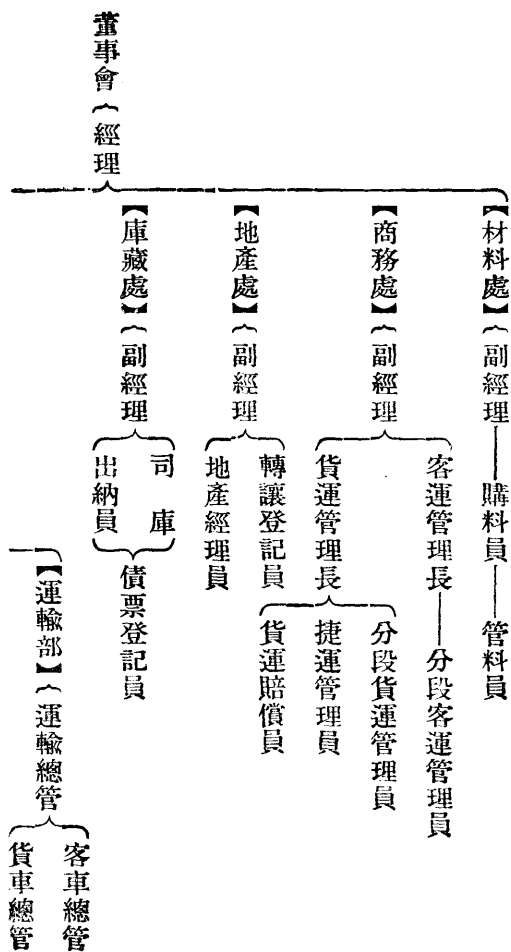 董事會(經理
【材料處】(副經理——購料員——管料員
【商務處】(副經理
客運管理長——分段客運管理員
貨運管理長
分段貨運管理員
捷運管理員
貨運賠償員
【地產處】(副經理
轉讓登記員
地產經理員
【庫藏處】(副經理
司庫
出納員
債票登記員
【運輸部】(運輸總管
客車總管
貨車總管